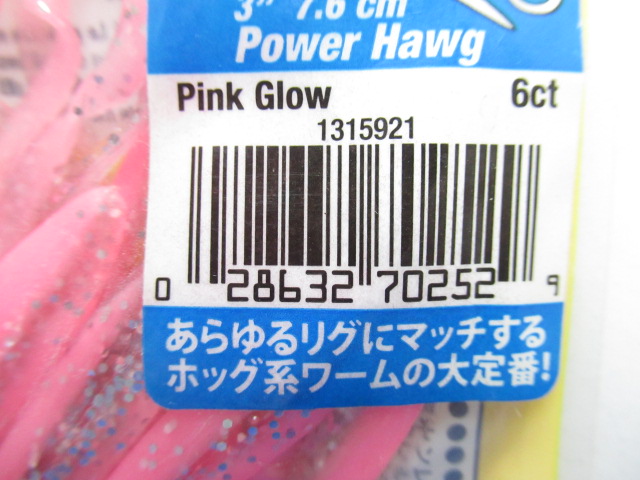 3" 7.6 cm
Power Hawg
Pink Glow 6ct
1315921
0 28632 70252 9
あらゆるリグにマッチする
ホッグ系ワームの大定番!